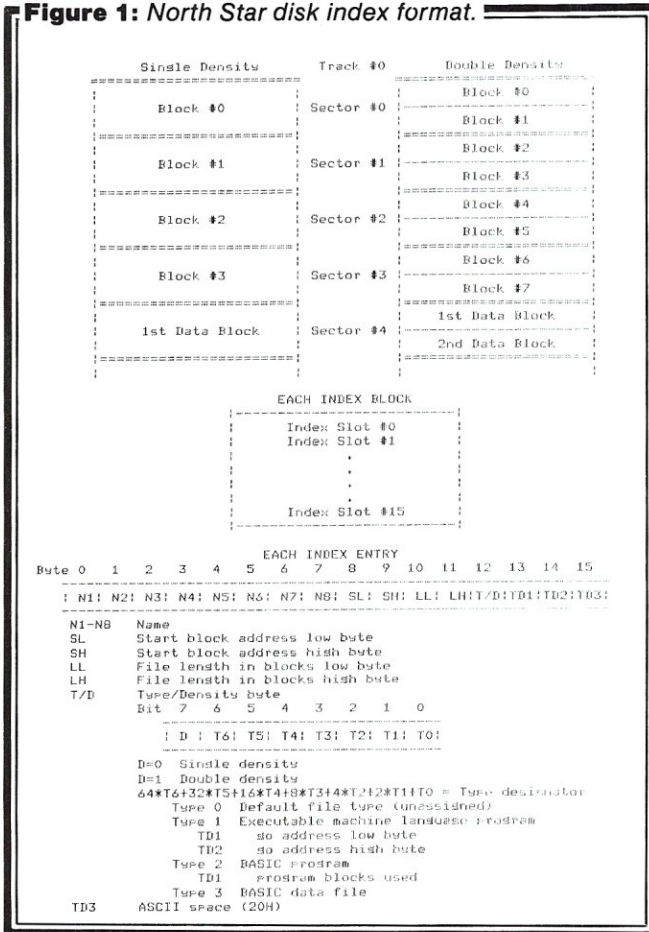 Figure 1: North Star disk index format.
Single Density Track #0 Double Density
Block #0 Sector #0 Block #0
Block #1
Block #1 Sector #1 Block #2
Block #3
Block #2 Sector #2 Block #4
Block #5
Block #3 Sector #3 Block #6
Block #7
1st Data Block Sector #4 1st Data Block
2nd Data Block
EACH INDEX BLOCK
Index Slot #0
Index Slot #1
.
.
.
.
Index Slot #15
EACH INDEX ENTRY
Byte 0 1 2 3 4 5 6 7 8 9 10 11 12 13 14 15
| N1| N2| N3| N4| N5| N6| N7| N8| SL| SH| LL| LH|T/D|TD1|TD2|TD3|
N1-N8 Name
SL Start block address low byte
SH Start block address high byte
LL File length in blocks low byte
LH File length in blocks high byte
T/D Type/Density byte
Bit 7 6 5 4 3 2 1 0
| D | T6| T5| T4| T3| T2| T1| T0|
D=0 Single density
D=1 Double density
64*T6+32*T5+16*T4+8*T3+4*T2+2*T1+T0 = Type designator
Type 0 Default file type (unassigned)
Type 1 Executable machine language program
TD1 go address low byte
TD2 go address high byte
Type 2 BASIC program
TD1 program blocks used
Type 3 BASIC data file
TD3 ASCII space (20H)